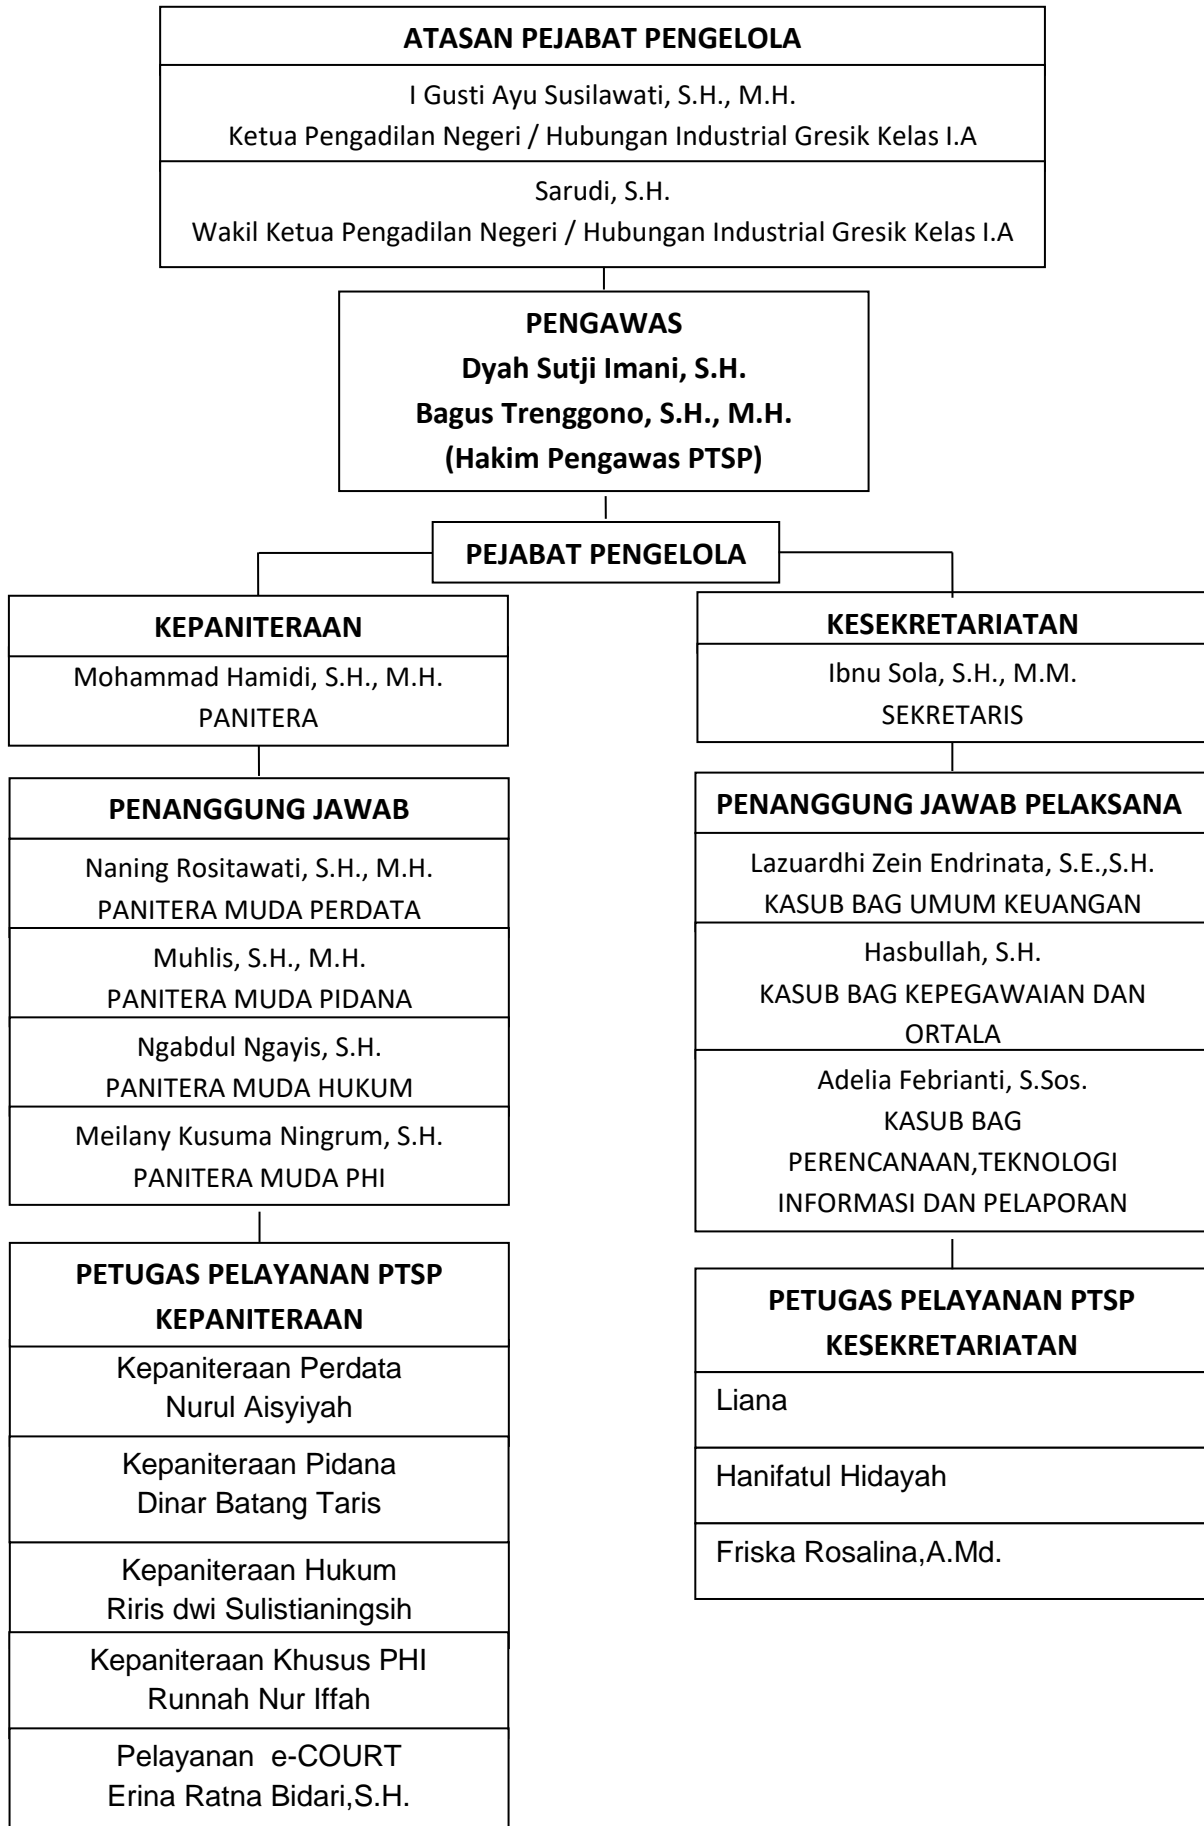 ATASAN PEJABAT PENGELOLA
I Gusti Ayu Susilawati, S.H., M.H.
Ketua Pengadilan Negeri / Hubungan Industrial Gresik Kelas I.A
Sarudi, S.H.
Wakil Ketua Pengadilan Negeri / Hubungan Industrial Gresik Kelas I.A
PENGAWAS
Dyah Sutji Imani, S.H.
Bagus Trenggono, S.H., M.H.
(Hakim Pengawas PTSP)
PEJABAT PENGELOLA
KEPANITERAAN
Mohammad Hamidi, S.H., M.H.
PANITERA
PENANGGUNG JAWAB
Naning Rositawati, S.H., M.H.
PANITERA MUDA PERDATA
Muhlis, S.H., M.H.
PANITERA MUDA PIDANA
Ngabdul Ngayis, S.H.
PANITERA MUDA HUKUM
Meilany Kusuma Ningrum, S.H.
PANITERA MUDA PHI
PETUGAS PELAYANAN PTSP
KEPANITERAAN
Kepaniteraan Perdata
Nurul Aisyiyah
Kepaniteraan Pidana
Dinar Batang Taris
Kepaniteraan Hukum
Riris dwi Sulistianingsih
Kepaniteraan Khusus PHI
Runnah Nur Iffah
Pelayanan  e-COURT
Erina Ratna Bidari,S.H.
KESEKRETARIATAN
Ibnu Sola, S.H., M.M.
SEKRETARIS
PENANGGUNG JAWAB PELAKSANA
Lazuardhi Zein Endrinata, S.E.,S.H.
KASUB BAG UMUM KEUANGAN
Hasbullah, S.H.
KASUB BAG KEPEGAWAIAN DAN
ORTALA
Adelia Febrianti, S.Sos.
KASUB BAG
PERENCANAAN,TEKNOLOGI
INFORMASI DAN PELAPORAN
PETUGAS PELAYANAN PTSP
KESEKRETARIATAN
Liana
Hanifatul Hidayah
Friska Rosalina,A.Md.